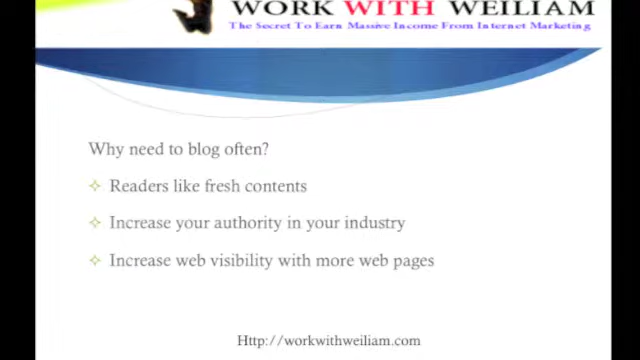 WORK WITH WEILIAM
The Secret To Earn Massive Income From Internet Marketing
Why need to blog often?
Readers like fresh contents
Increase your authority in your industry
Increase web visibility with more web pages
Http://workwithweiliam.com